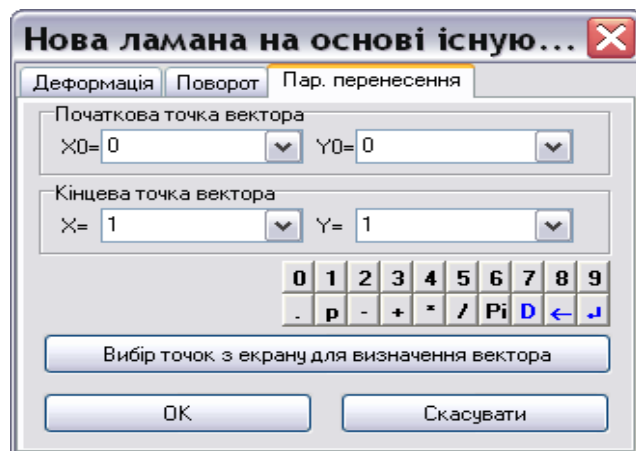 Нова ламана на основі існую...
Деформація Поворот Пар. перенесення
Початкова точка вектора
X0= 0 Y0= 0
Кінцева точка вектора
X= 1 Y= 1
0 1 2 3 4 5 6 7 8 9
. p - + * / Pi D ← ↵
Вибір точок з екрану для визначення вектора
OK Скасувати